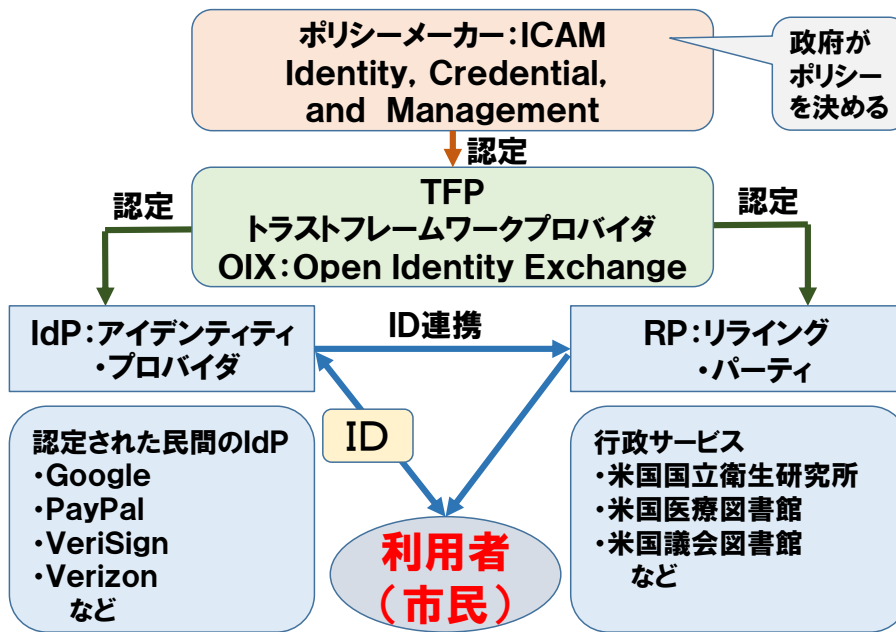 ポリシーメーカー：ICAM
Identity, Credential,
and Management
政府が
ポリシー
を決める
認定
TFP
トラストフレームワークプロバイダ
OIX：Open Identity Exchange
認定
認定
IdP：アイデンティティ
・プロバイダ
ID連携
RP：リライング
・パーティ
ID
認定された民間のIdP
・Google
・PayPal
・VeriSign
・Verizon
など
行政サービス
・米国国立衛生研究所
・米国医療図書館
・米国議会図書館
など
利用者
（市民）